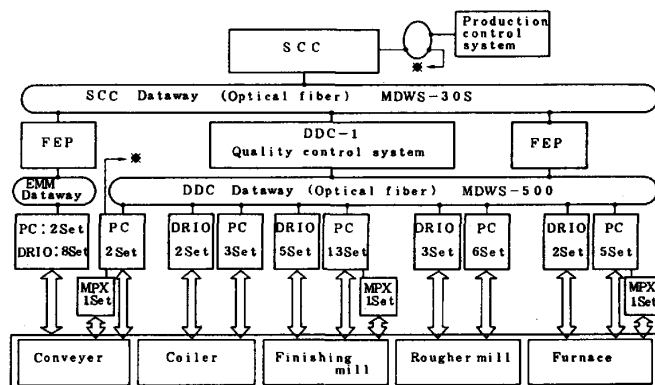 Production
control
system
SCC
※
SCC Dataway (Optical fiber) MDWS-30S
FEP
DDC-1
Quality control system
FEP
※
EMM
Dataway
DDC Dataway (Optical fiber) MDWS-500
PC:2Set
DRIO:8Set
PC
2Set
DRIO
2Set
PC
3Set
DRIO
5Set
PC
13Set
DRIO
3Set
PC
6Set
DRIO
2Set
PC
5Set
MPX
1Set
MPX
1Set
MPX
1Set
Conveyer
Coiler
Finishing
mill
Rougher mill
Furnace